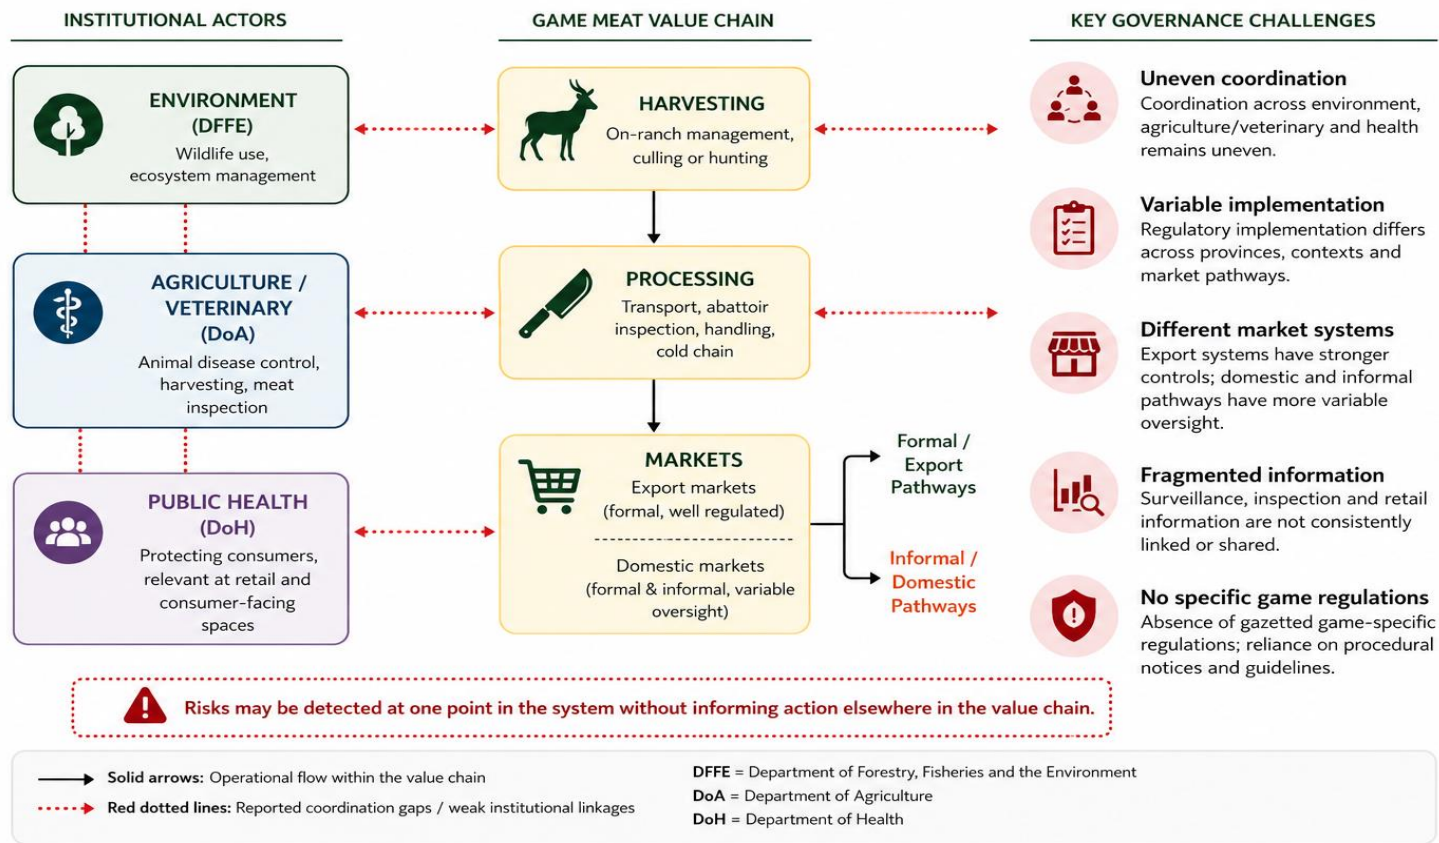 INSTITUTIONAL ACTORS
ENVIRONMENT
(DFFE)
Wildlife use,
ecosystem management
AGRICULTURE /
VETERINARY
(DoA)
Animal disease control,
harvesting, meat
inspection
PUBLIC HEALTH
(DoH)
Protecting consumers,
relevant at retail and
consumer-facing
spaces
GAME MEAT VALUE CHAIN
HARVESTING
On-ranch management,
culling or hunting
PROCESSING
Transport, abattoir
inspection, handling,
cold chain
MARKETS
Export markets
(formal, well regulated)
Domestic markets
(formal & informal, variable
oversight)
Formal /
Export
Pathways
Informal /
Domestic
Pathways
KEY GOVERNANCE CHALLENGES
Uneven coordination
Coordination across environment,
agriculture/veterinary and health
remains uneven.
Variable implementation
Regulatory implementation differs
across provinces, contexts and
market pathways.
Different market systems
Export systems have stronger
controls; domestic and informal
pathways have more variable
oversight.
Fragmented information
Surveillance, inspection and retail
information are not consistently
linked or shared.
No specific game regulations
Absence of gazetted game-specific
regulations; reliance on procedural
notices and guidelines.
Risks may be detected at one point in the system without informing action elsewhere in the value chain.
Solid arrows: Operational flow within the value chain
Red dotted lines: Reported coordination gaps / weak institutional linkages
DFFE = Department of Forestry, Fisheries and the Environment
DoA = Department of Agriculture
DoH = Department of Health